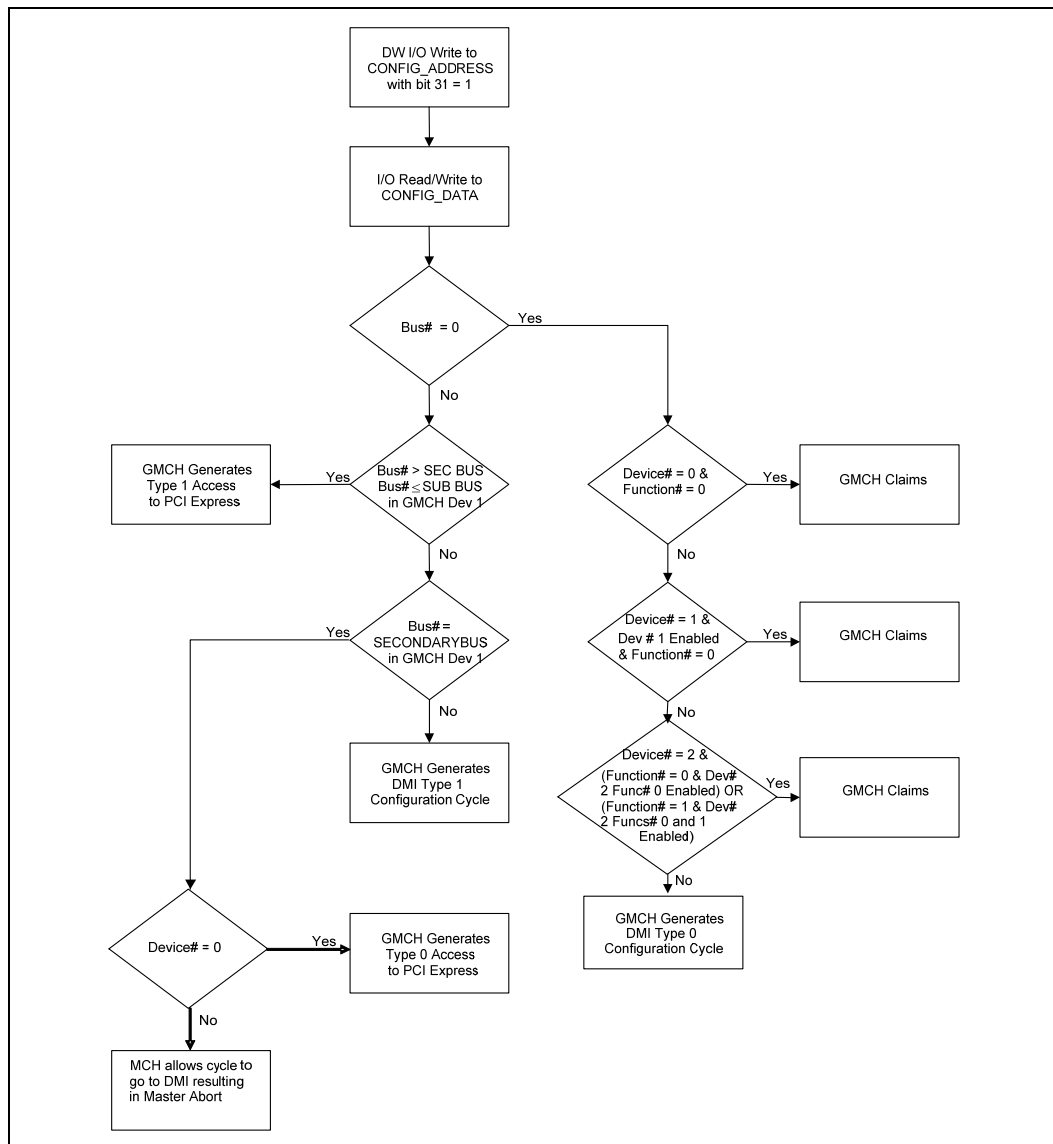 DW I/O Write to
CONFIG_ADDRESS
with bit 31 = 1
I/O Read/Write to
CONFIG_DATA
Bus# = 0
Yes
No
GMCH Generates
Type 1 Access
to PCI Express
Yes
Bus# > SEC BUS
Bus# ≤ SUB BUS
in GMCH Dev 1
No
Device# = 0 &
Function# = 0
Yes
GMCH Claims
No
Yes
Bus# =
SECONDARYBUS
in GMCH Dev 1
No
Device# = 1 &
Dev # 1 Enabled
& Function# = 0
Yes
GMCH Claims
No
GMCH Generates
DMI Type 1
Configuration Cycle
Device# = 2 &
(Function# = 0 & Dev#
2 Func# 0 Enabled) OR
(Function# = 1 & Dev#
2 Funcs# 0 and 1
Enabled)
Yes
GMCH Claims
No
GMCH Generates
DMI Type 0
Configuration Cycle
Device# = 0
Yes
GMCH Generates
Type 0 Access
to PCI Express
No
MCH allows cycle to
go to DMI resulting
in Master Abort